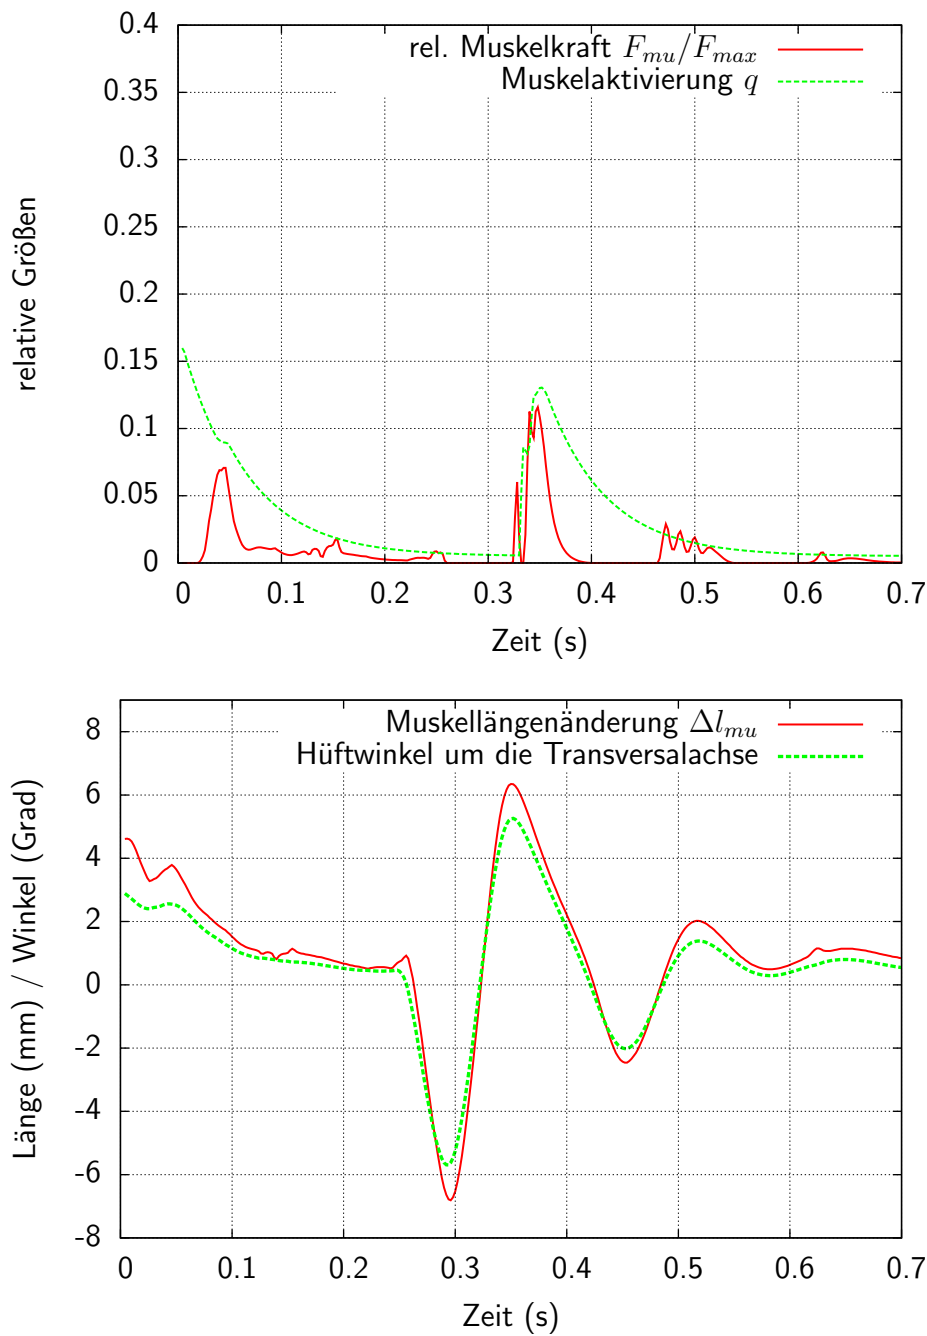 0.4
0.35
0.3
0.25
0.2
0.15
0.1
0.05
0
rel. Muskelkraft F_mu/F_max
Muskelaktivierung q
relative Größen
0 0.1 0.2 0.3 0.4 0.5 0.6 0.7
Zeit (s)
8
6
4
2
0
-2
-4
-6
-8
Muskellängenänderung Δl_mu
Hüftwinkel um die Transversalachse
Länge (mm) / Winkel (Grad)
0 0.1 0.2 0.3 0.4 0.5 0.6 0.7
Zeit (s)